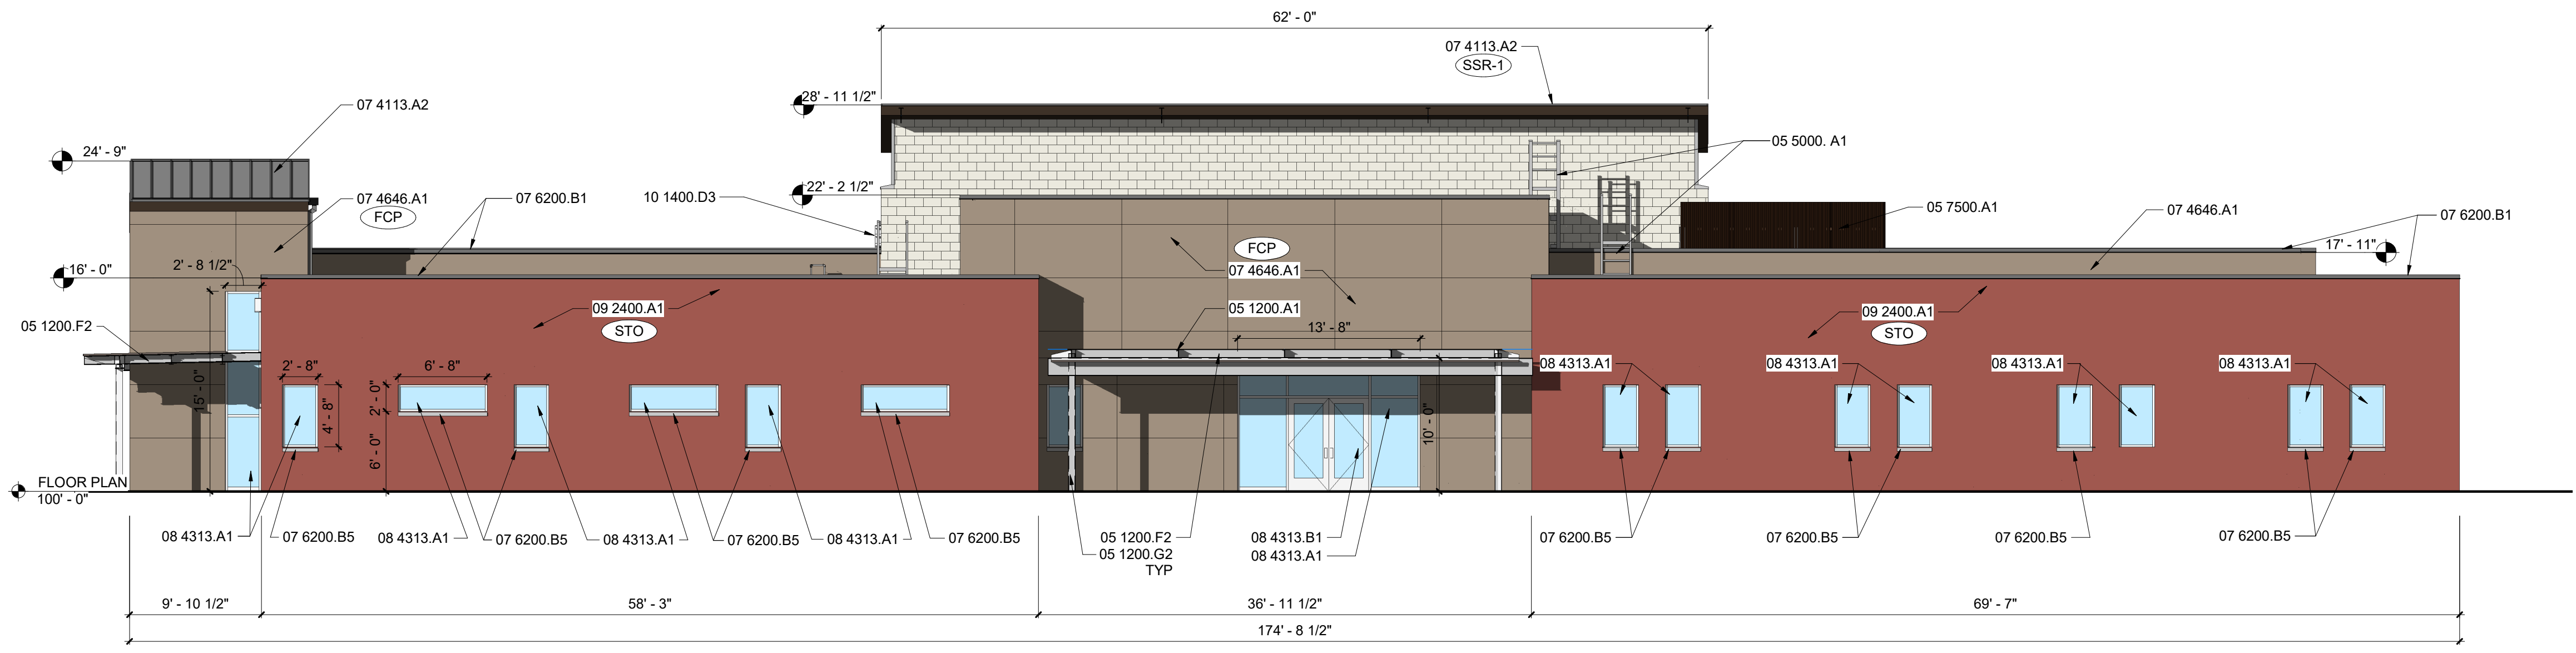 62' - 0"
07 4113.A2
SSR-1
28' - 11 1/2"
07 4113.A2
24' - 9"
05 5000. A1
22' - 2 1/2"
10 1400.D3
07 4646.A1
FCP
07 6200.B1
05 7500.A1
07 4646.A1
07 6200.B1
17' - 11"
FCP
07 4646.A1
16' - 0"
2' - 8 1/2"
09 2400.A1
STO
05 1200.A1
09 2400.A1
STO
05 1200.F2
13' - 8"
2' - 8"
6' - 8"
08 4313.A1
08 4313.A1
08 4313.A1
08 4313.A1
15' - 0"
4' - 8"
2' - 0"
6' - 0"
10' - 0"
FLOOR PLAN
100' - 0"
08 4313.A1
07 6200.B5
08 4313.A1
07 6200.B5
08 4313.A1
07 6200.B5
08 4313.A1
07 6200.B5
05 1200.F2
05 1200.G2
TYP
08 4313.B1
08 4313.A1
07 6200.B5
07 6200.B5
07 6200.B5
07 6200.B5
9' - 10 1/2"
58' - 3"
36' - 11 1/2"
69' - 7"
174' - 8 1/2"